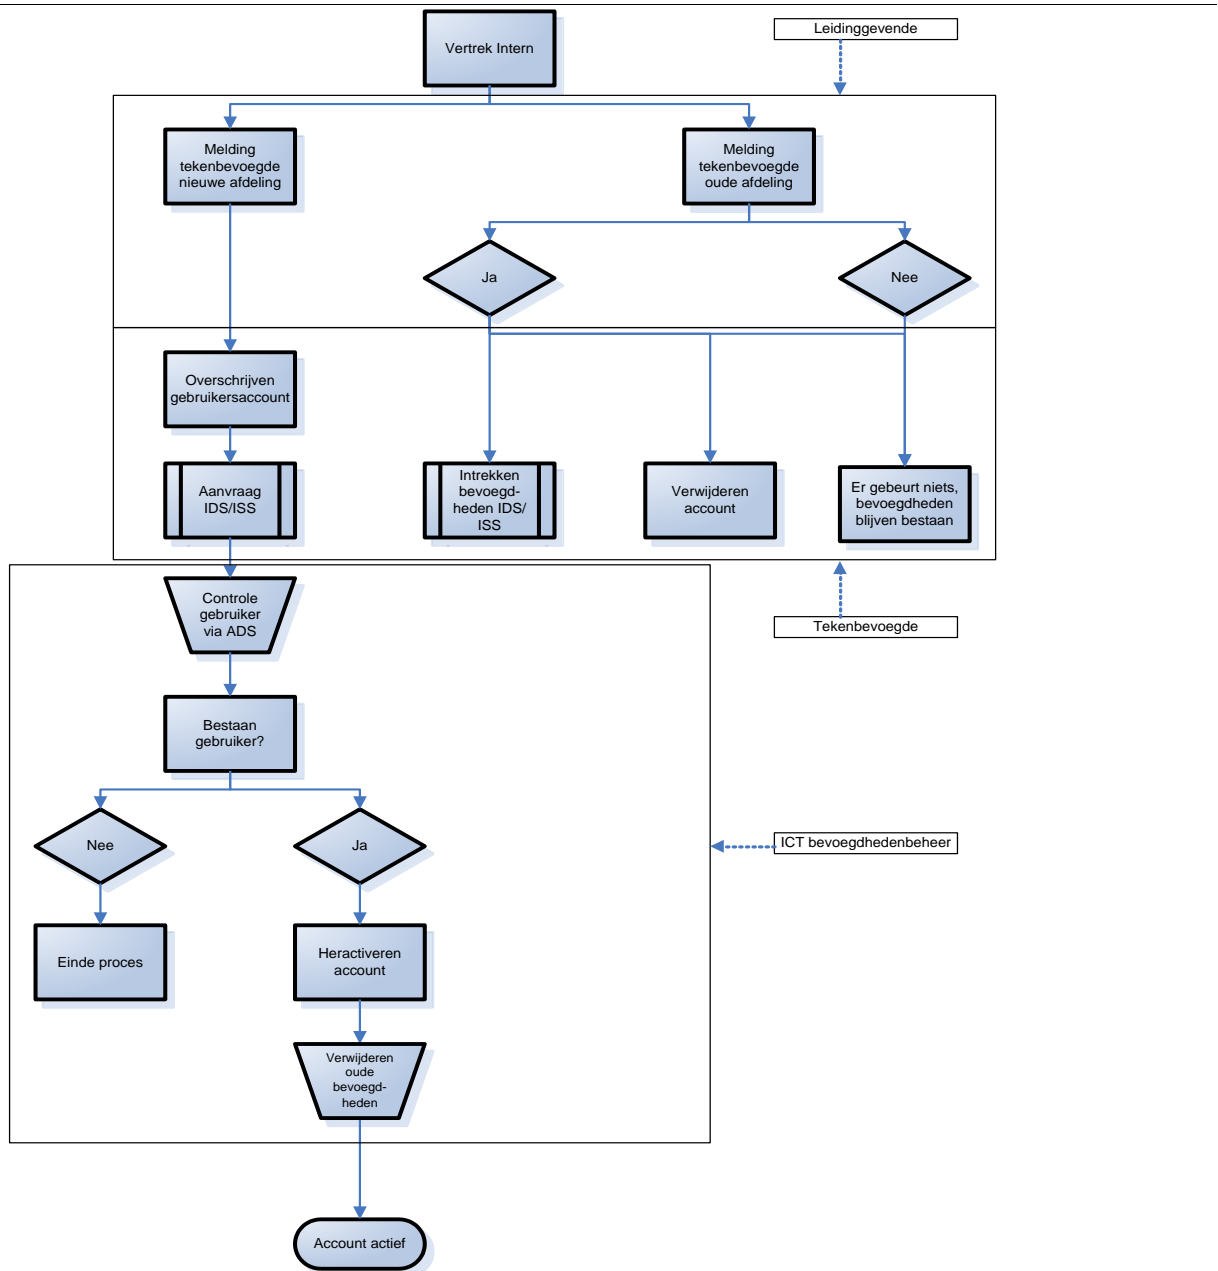 Vertrek Intern
Leidinggevende
Melding
tekenbevoegde
nieuwe afdeling
Melding
tekenbevoegde
oude afdeling
Ja
Nee
Overschrijven
gebruikersaccount
Aanvraag
IDS/ISS
Intrekken
bevoegd-
heden IDS/
ISS
Verwijderen
account
Er gebeurt niets,
bevoegdheden
blijven bestaan
Controle
gebruiker
via ADS
Tekenbevoegde
Bestaan
gebruiker?
Nee
Ja
ICT bevoegdhedenbeheer
Einde proces
Heractiveren
account
Verwijderen
oude
bevoegd-
heden
Account actief